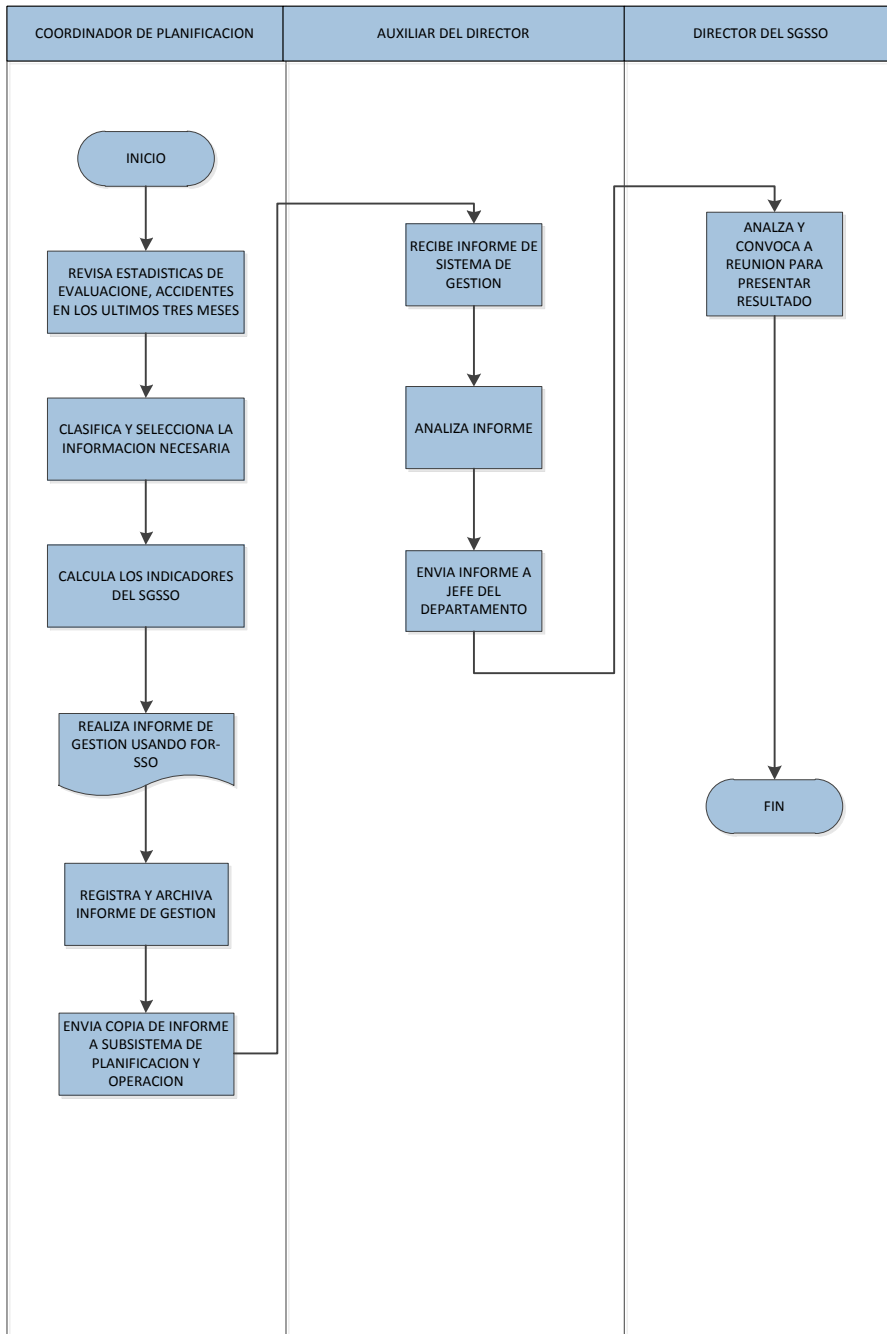 COORDINADOR DE PLANIFICACION
AUXILIAR DEL DIRECTOR
DIRECTOR DEL SGSSO
INICIO
REVISA ESTADISTICAS DE
EVALUACIONE, ACCIDENTES
EN LOS ULTIMOS TRES MESES
CLASIFICA Y SELECCIONA LA
INFORMACION NECESARIA
CALCULA LOS INDICADORES
DEL SGSSO
REALIZA INFORME DE
GESTION USANDO FOR-
SSO
REGISTRA Y ARCHIVA
INFORME DE GESTION
ENVIA COPIA DE INFORME
A SUBSISTEMA DE
PLANIFICACION Y
OPERACION
RECIBE INFORME DE
SISTEMA DE
GESTION
ANALIZA INFORME
ENVIA INFORME A
JEFE DEL
DEPARTAMENTO
ANALZA Y
CONVOCA A
REUNION PARA
PRESENTAR
RESULTADO
FIN